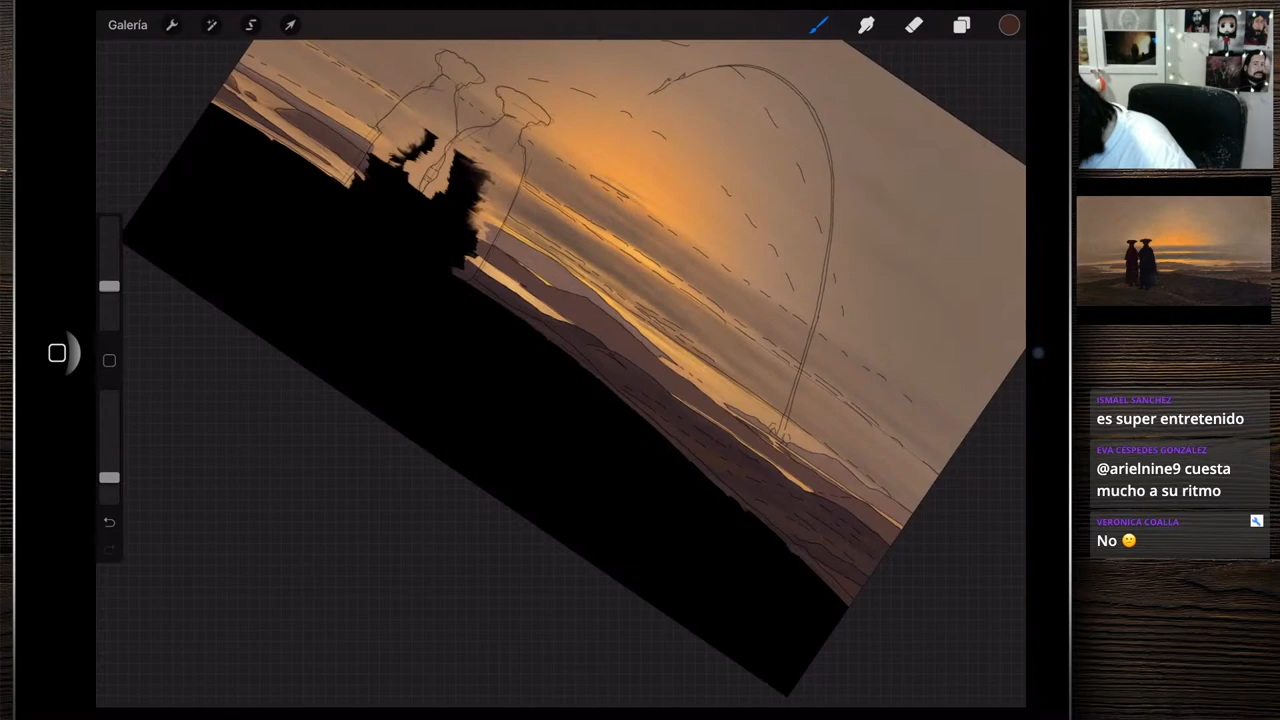 Galería
ISMAEL SANCHEZ
es super entretenido
EVA CESPEDES GONZALEZ
@arielnine9 cuesta
mucho a su ritmo
VERONICA COALLA
No 😕